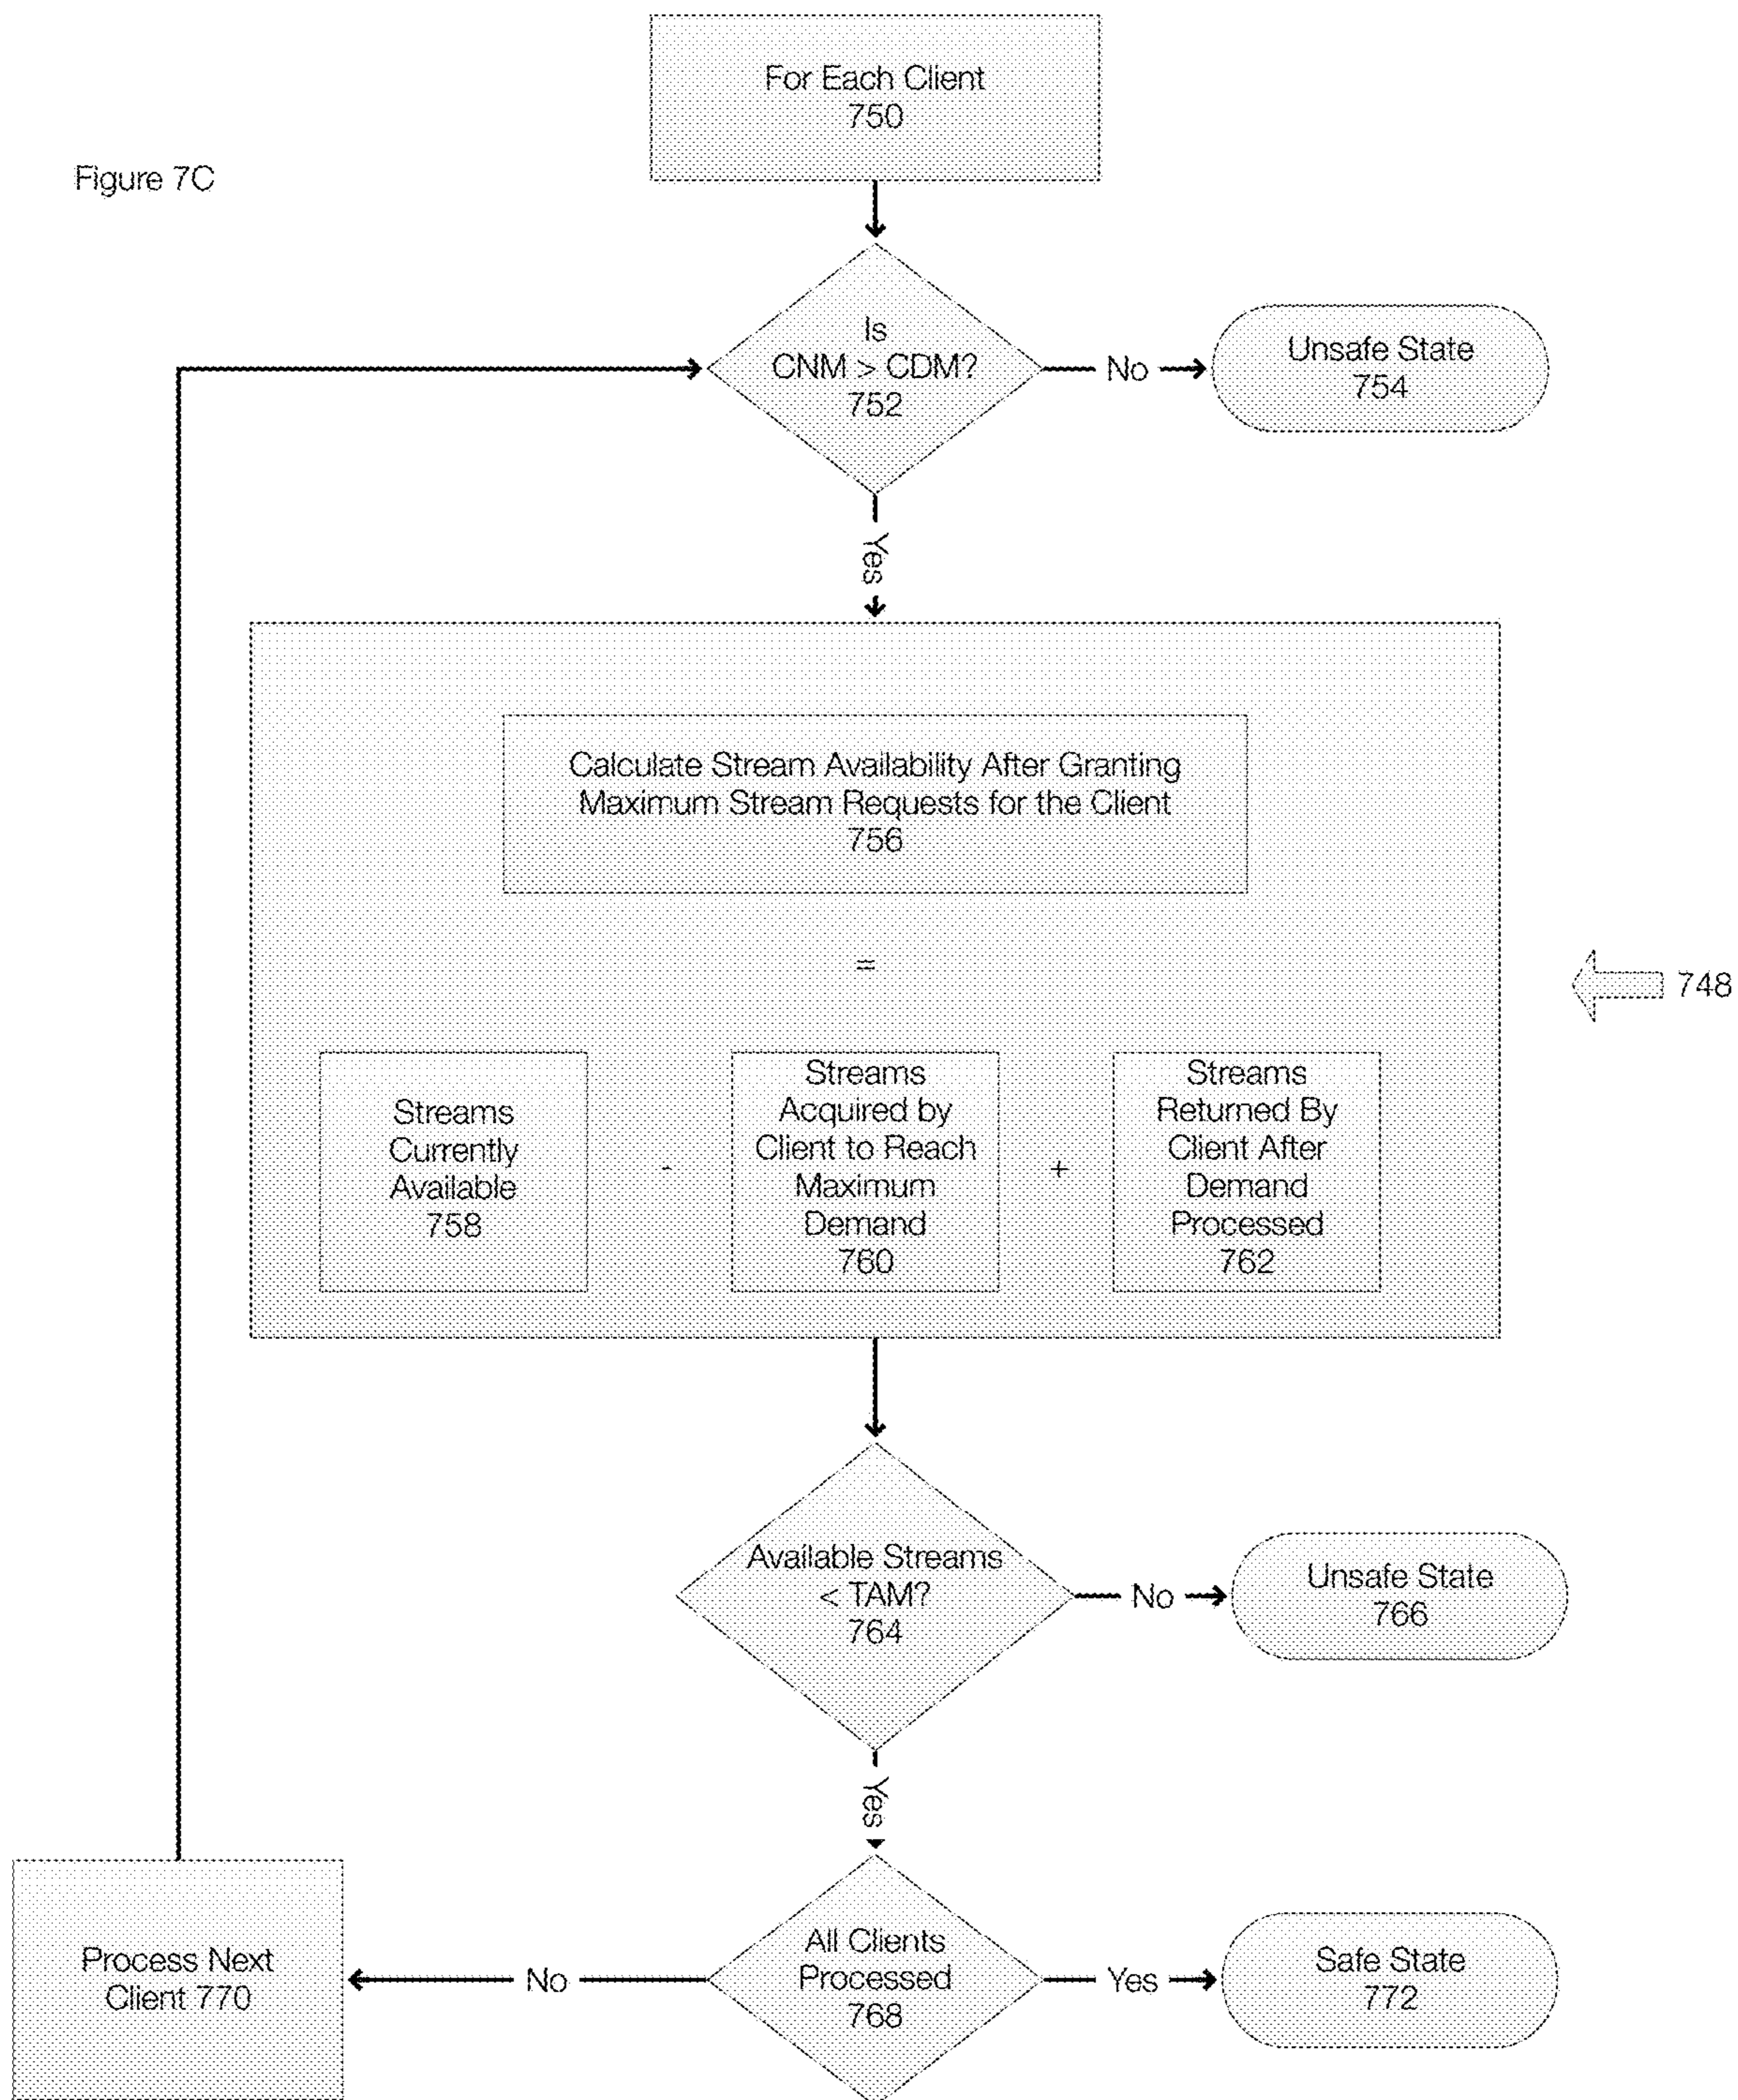 For Each Client
750
Figure 7C
Is
CNM > CDM?
752
No
Unsafe State
754
Yes
Calculate Stream Availability After Granting
Maximum Stream Requests for the Client
756
=
748
Streams
Currently
Available
758
-
Streams
Acquired by
Client to Reach
Maximum
Demand
760
+
Streams
Returned By
Client After
Demand
Processed
762
Available Streams
< TAM?
764
No
Unsafe State
766
Yes
All Clients
Processed
768
No
Process Next
Client 770
Yes
Safe State
772